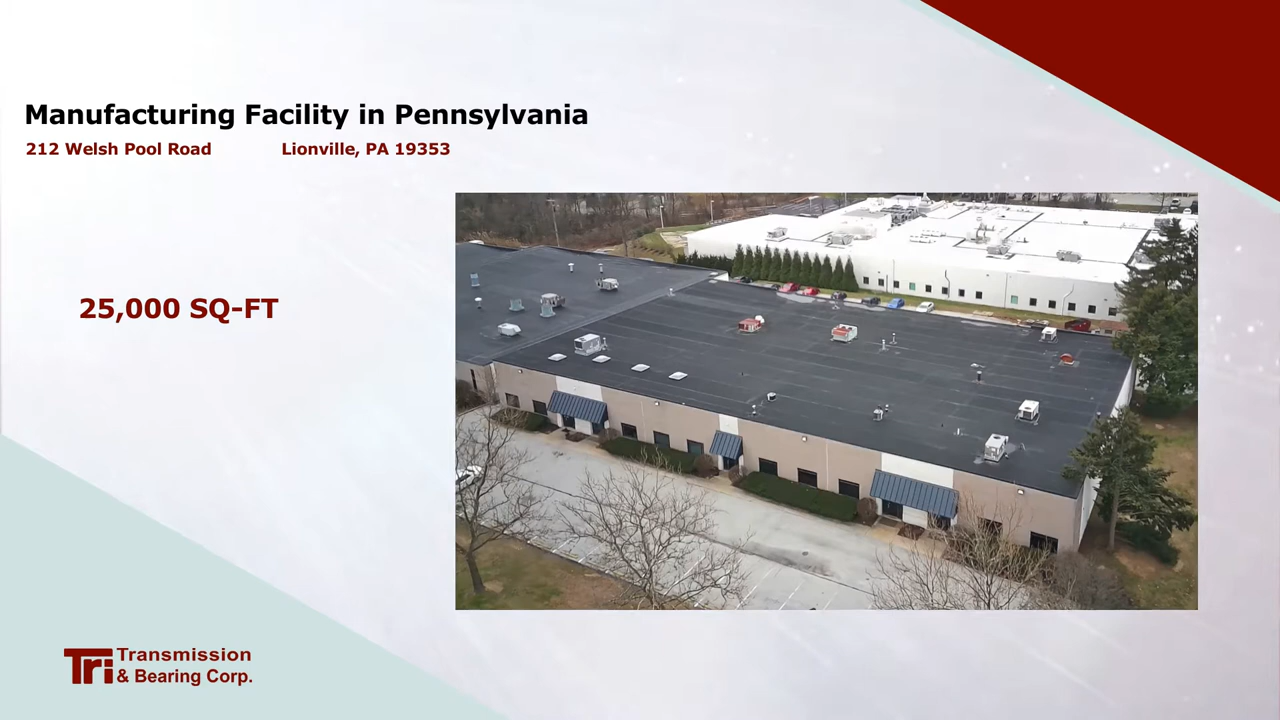 Manufacturing Facility in Pennsylvania
212 Welsh Pool Road Lionville, PA 19353
25,000 SQ-FT
Tri Transmission
& Bearing Corp.